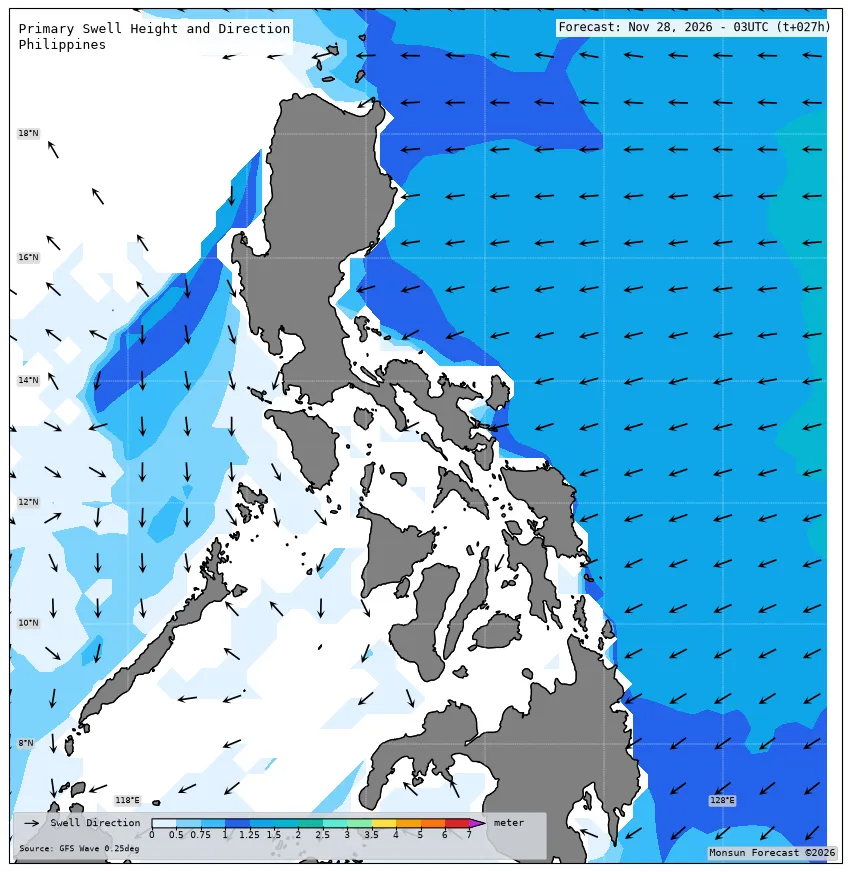 Primary Swell Height and Direction
Philippines
Forecast: Nov 28, 2026 - 03UTC (t+027h)
18°N
16°N
14°N
12°N
10°N
8°N
118°E
128°E
Swell Direction
0 0.5 0.75 1.25 1.5 2 2.5 3 3.5 4 5 6 7
meter
Source: GFS Wave 0.25deg
Monsun Forecast ©2026